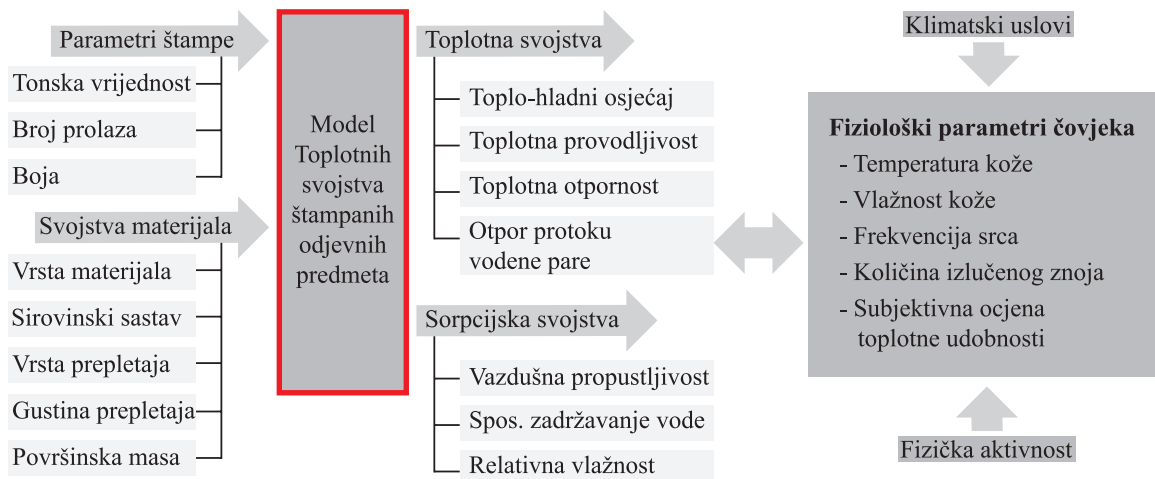 Parametri štampe
Tonska vrijednost
Broj prolaza
Boja
Svojstva materijala
Vrsta materijala
Sirovinski sastav
Vrsta prepletaja
Gustina prepletaja
Površinska masa
Model
Toplotnih
svojstva
štampanih
odjevnih
predmeta
Toplotna svojstva
Toplo-hladni osjećaj
Toplotna provodljivost
Toplotna otpornost
Otpor protoku
vodene pare
Sorpcijska svojstva
Vazdušna propustljivost
Spos. zadržavanje vode
Relativna vlažnost
Klimatski uslovi
Fiziološki parametri čovjeka
- Temperatura kože
- Vlažnost kože
- Frekvencija srca
- Količina izlučenog znoja
- Subjektivna ocjena
toplotne udobnosti
Fizička aktivnost